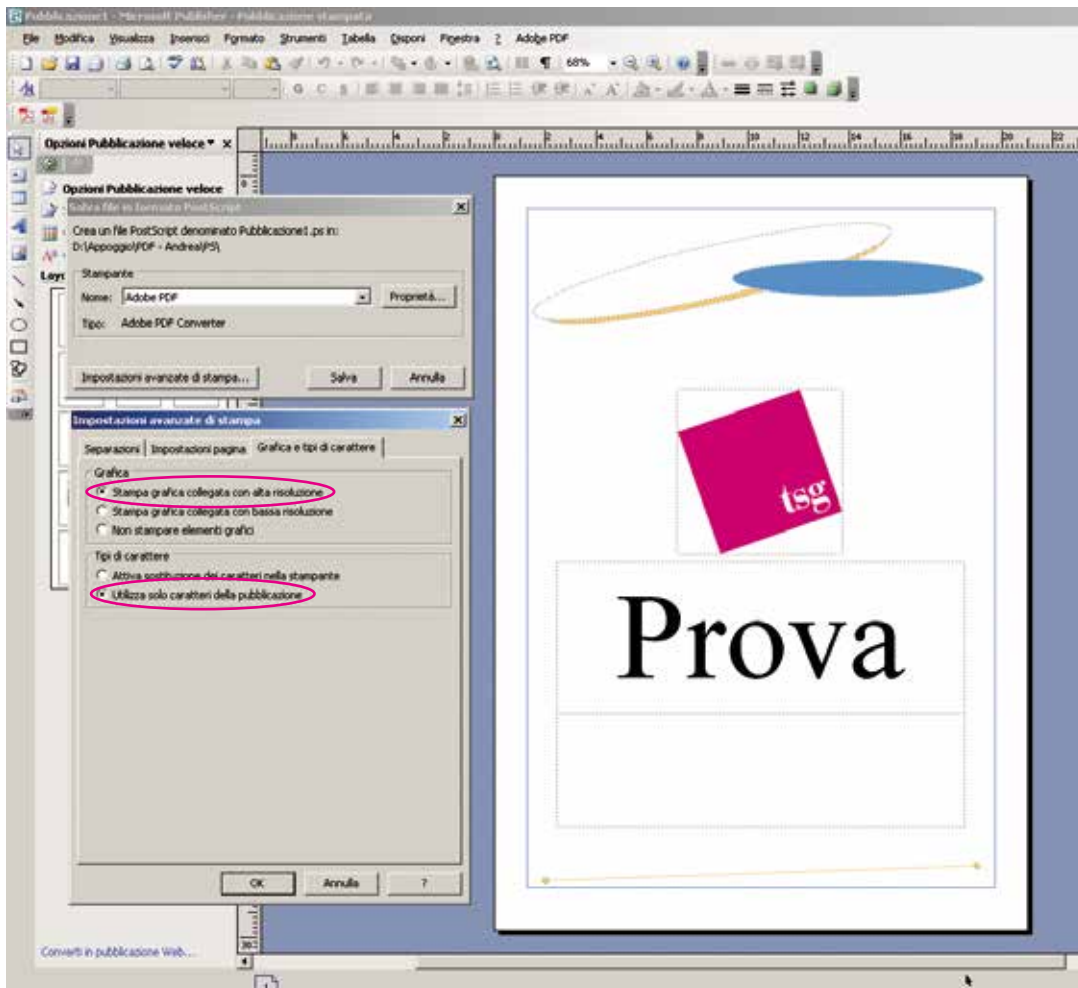 Pubblicazione1 - Microsoft Publisher - Pubblicazione stampata
File Modifica Visualizza Inserisci Formato Strumenti Tabella Disponi Finestra ? Adobe PDF
68%
G C S
Opzioni Pubblicazione veloce
Opzioni Pubblicazione veloce
Salva file in formato PostScript
Crea un file PostScript denominato Pubblicazione1.ps in:
D:\Appoggio\PDF - Andrea\PS\
Stampante
Nome: Adobe PDF Proprietà...
Tipo: Adobe PDF Converter
Impostazioni avanzate di stampa... Salva Annulla
Impostazioni avanzate di stampa
Separazioni Impostazioni pagina Grafica e tipi di carattere
Grafica
Stampa grafica collegata con alta risoluzione
Stampa grafica collegata con bassa risoluzione
Non stampare elementi grafici
Tipi di carattere
Attiva sostituzione dei caratteri nella stampante
Utilizza solo caratteri della pubblicazione
OK Annulla ?
Converti in pubblicazione Web...
tsg
Prova